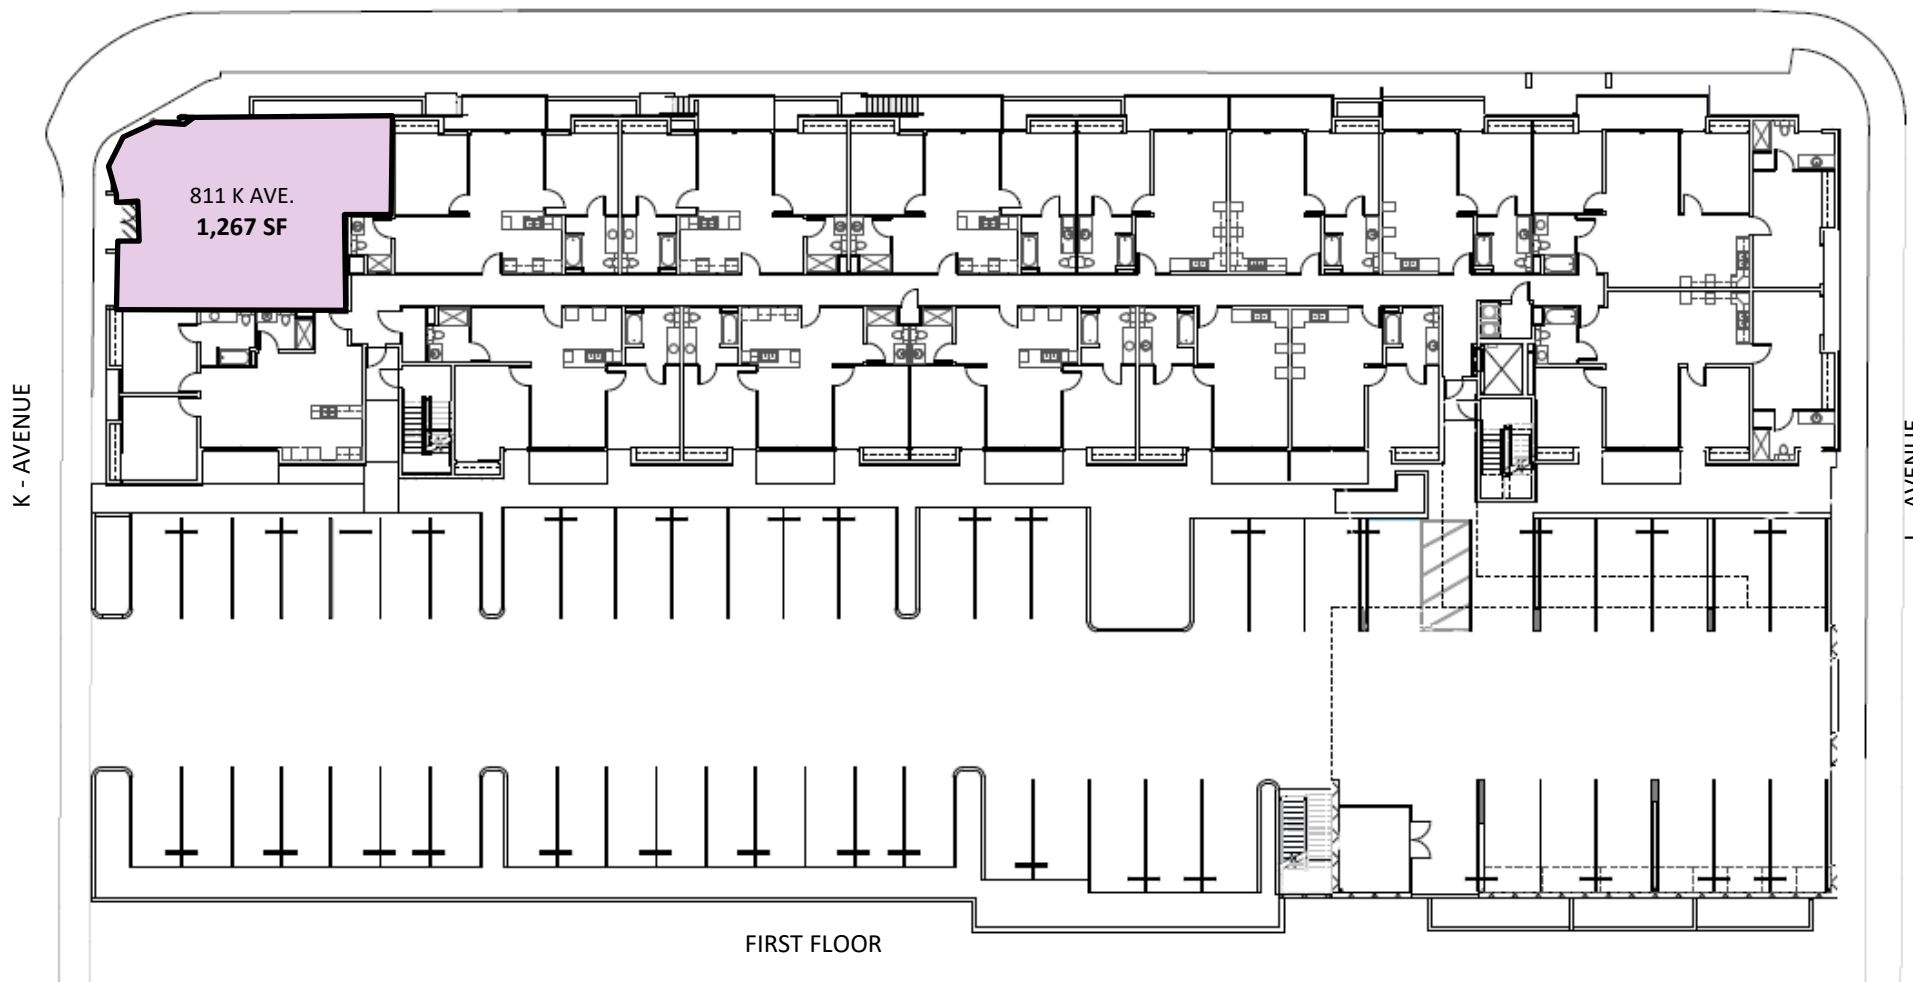 811 K AVE.
1,267 SF
K - AVENUE
FIRST FLOOR